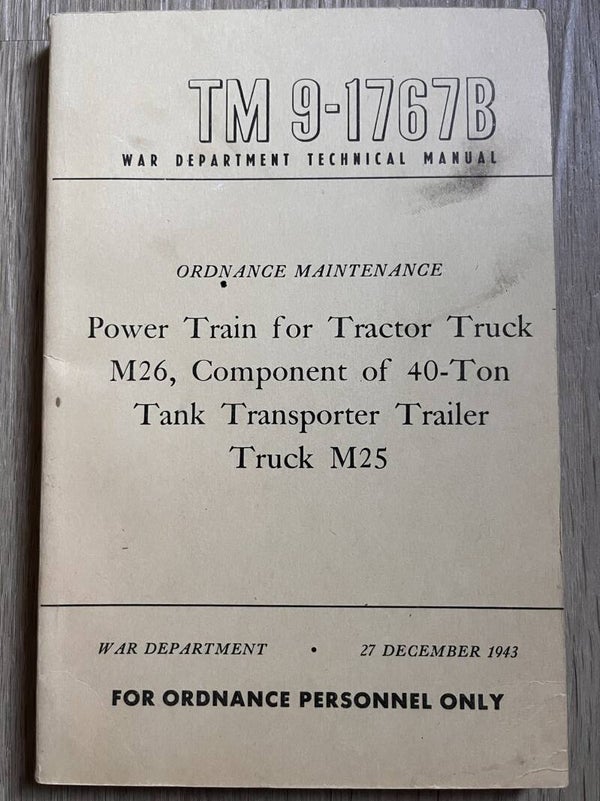 TM 9-1767B
WAR DEPARTMENT TECHNICAL MANUAL
ORDNANCE MAINTENANCE
Power Train for Tractor Truck
M26, Component of 40-Ton
Tank Transporter Trailer
Truck M25
WAR DEPARTMENT • 27 DECEMBER 1943
FOR ORDNANCE PERSONNEL ONLY